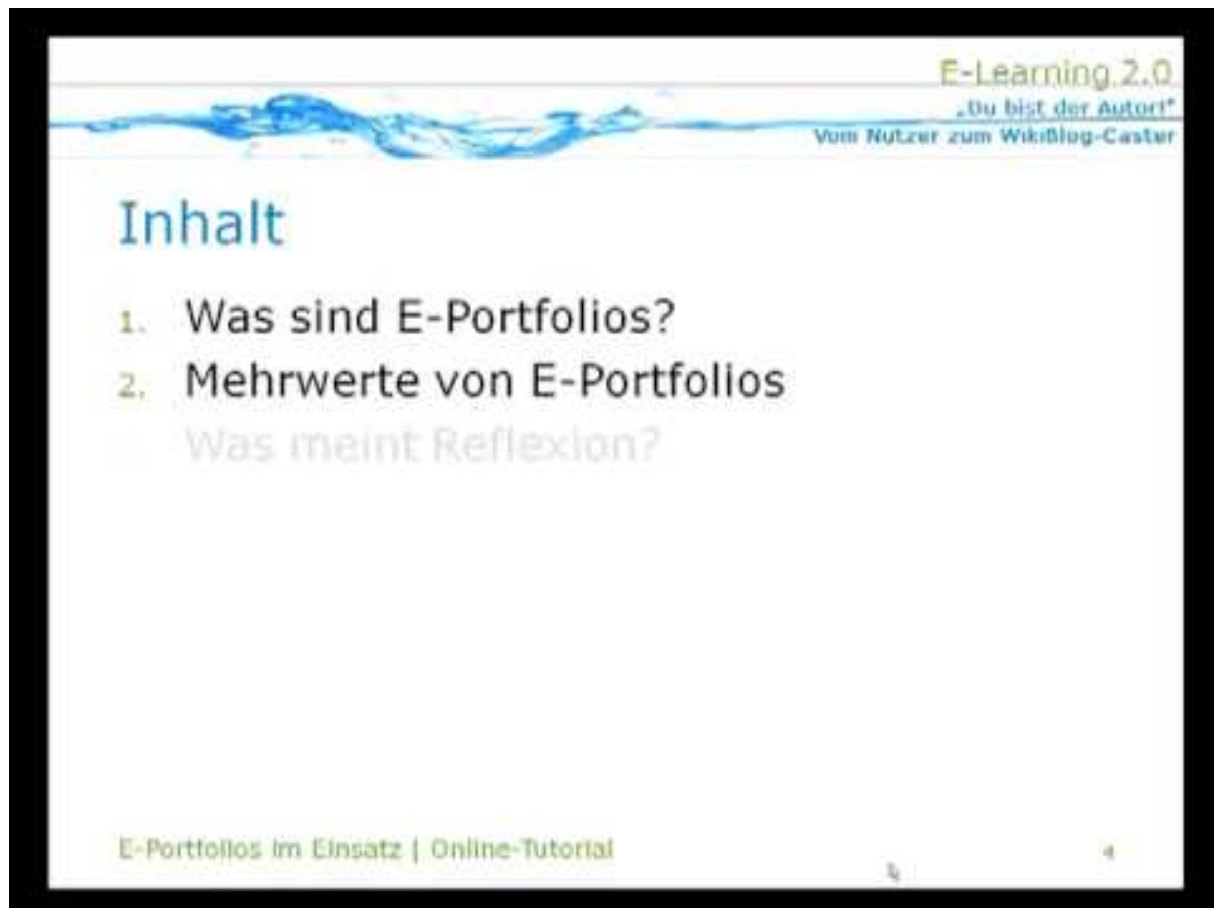 E-Learning 2.0
„Du bist der Autor!“
Vom Nutzer zum WikiBlog-Caster
Inhalt
1. Was sind E-Portfolios?
2. Mehrwerte von E-Portfolios
Was meint Reflexion?
E-Portfolios im Einsatz | Online-Tutorial
4